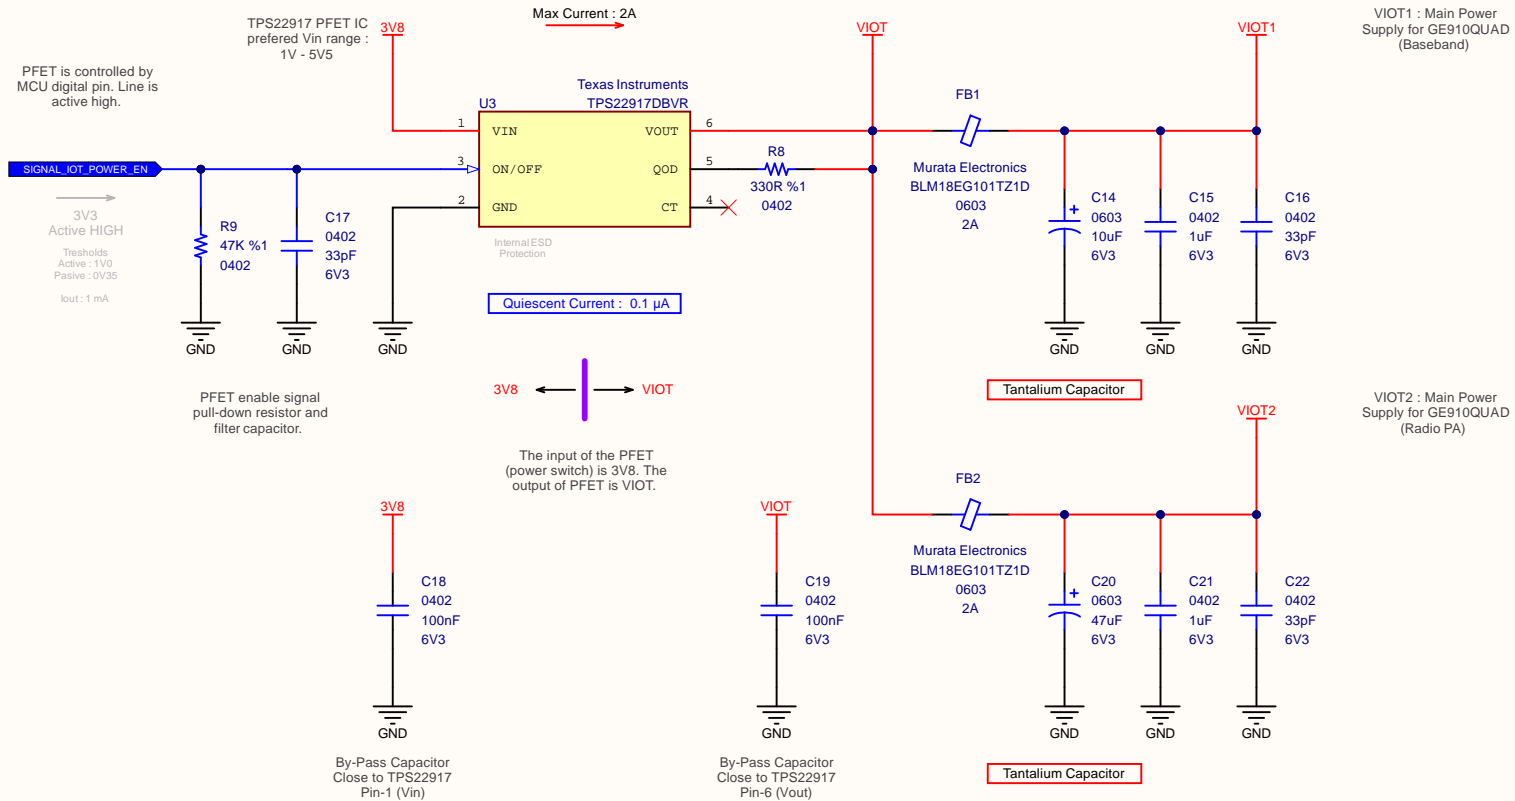 TPS22917 PFET IC
prefered Vin range :
1V - 5V5
3V8
Max Current : 2A
VIOT
VIOT1
VIOT1 : Main Power
Supply for GE910QUAD
(Baseband)
PFET is controlled by
MCU digital pin. Line is
active high.
Texas Instruments
U3
TPS22917DBVR
1
VIN
VOUT
6
3
ON/OFF
QOD
5
2
GND
CT
4
SIGNAL_IOT_POWER_EN
3V3
Active HIGH
Tresholds
Active : 1V0
Pasive : 0V35
Iout : 1 mA
R9
47K %1
0402
C17
0402
33pF
6V3
Internal ESD
Protection
Quiescent Current : 0.1 µA
R8
330R %1
0402
FB1
Murata Electronics
BLM18EG101TZ1D
0603
2A
C14
0603
10uF
6V3
C15
0402
1uF
6V3
C16
0402
33pF
6V3
GND
GND
GND
GND
GND
GND
PFET enable signal
pull-down resistor and
filter capacitor.
3V8
VIOT
The input of the PFET
(power switch) is 3V8. The
output of PFET is VIOT.
Tantalium Capacitor
VIOT2
VIOT2 : Main Power
Supply for GE910QUAD
(Radio PA)
3V8
C18
0402
100nF
6V3
GND
By-Pass Capacitor
Close to TPS22917
Pin-1 (Vin)
VIOT
C19
0402
100nF
6V3
GND
By-Pass Capacitor
Close to TPS22917
Pin-6 (Vout)
FB2
Murata Electronics
BLM18EG101TZ1D
0603
2A
C20
0603
47uF
6V3
C21
0402
1uF
6V3
C22
0402
33pF
6V3
GND
GND
GND
Tantalium Capacitor